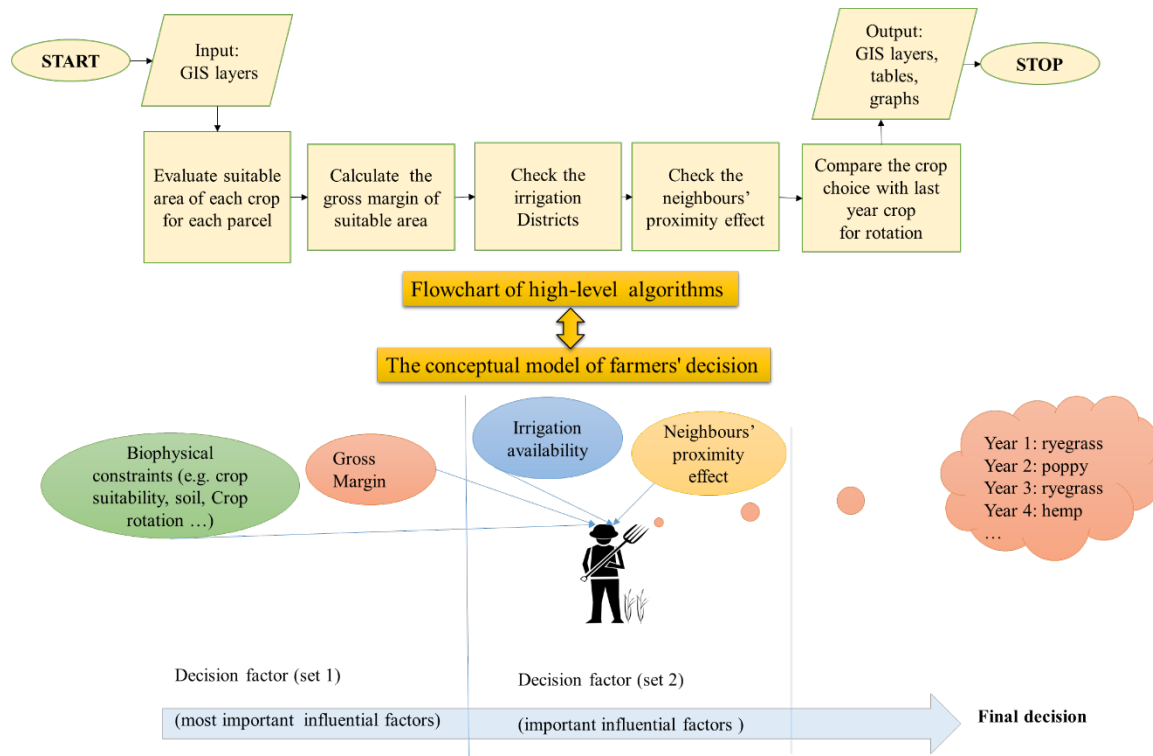 START
Input:
GIS layers
Output:
GIS layers,
tables,
graphs
STOP
Evaluate suitable
area of each crop
for each parcel
Calculate the
gross margin of
suitable area
Check the
irrigation
Districts
Check the
neighbours’
proximity effect
Compare the crop
choice with last
year crop
for rotation
Flowchart of high-level algorithms
The conceptual model of farmers' decision
Biophysical
constraints (e.g. crop
suitability, soil, Crop
rotation …)
Gross
Margin
Irrigation
availability
Neighbours’
proximity
effect
Year 1: ryegrass
Year 2: poppy
Year 3: ryegrass
Year 4: hemp
…
Decision factor (set 1)
(most important influential factors)
Decision factor (set 2)
(important influential factors )
Final decision